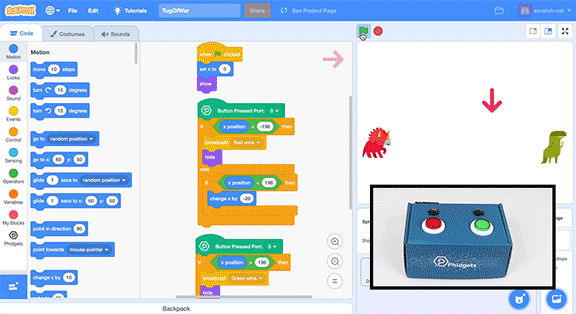 SCRATCH
File
Edit
Tutorials
TugOfWar
Share
See Project Page
scratch-cat
Code
Costumes
Sounds
Motion
Looks
Sound
Events
Control
Sensing
Operators
Variables
My Blocks
Phidgets
Motion
move 10 steps
turn 15 degrees
turn 15 degrees
go to random position
go to x: 60 y: 50
glide 1 secs to random position
glide 1 secs to x: 60 y: 50
point in direction 90
point towards mouse-pointer
change x by 10
when clicked
set x to 0
show
Button Pressed Port: 0
if x position < -196 then
broadcast Red wins
hide
else
if x position < 196 then
change x by -20
Button Pressed Port: 5
if x position < 196 then
broadcast Green wins
hide
Backpack
Phidgets